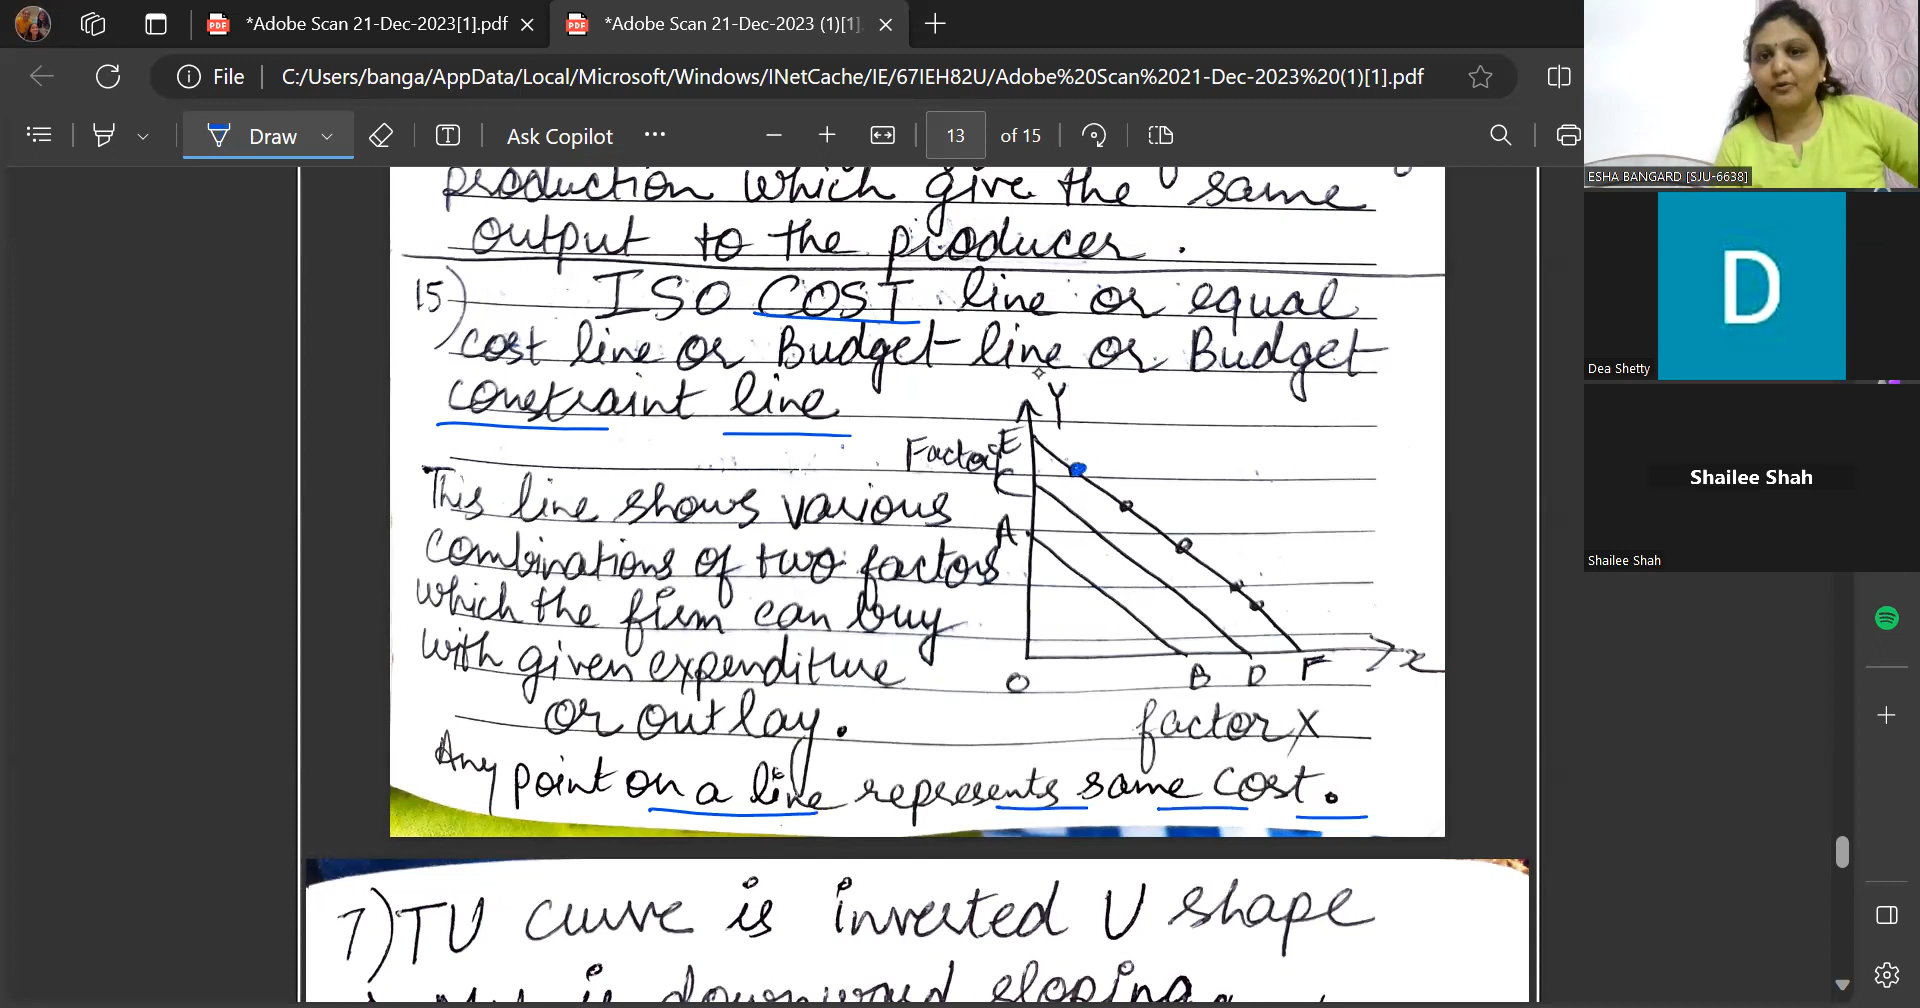 *Adobe Scan 21-Dec-2023[1].pdf
*Adobe Scan 21-Dec-2023 (1)[1].
File
C:/Users/banga/AppData/Local/Microsoft/Windows/INetCache/IE/67IEH82U/Adobe%20Scan%2021-Dec-2023%20(1)[1].pdf
Draw
Ask Copilot
13 of 15
production which give the same
output to the producer.
15) ISO COST line or equal
cost line or Budget line or Budget
constraint line
Y
Factor
E
C
A
This line shows various
combinations of two factors
which the firm can buy
with given expenditure
or outlay.
O
B D F
x
factor X
Any point on a line represents same cost.
7) TU curve is inverted U shape
is downward sloping
ESHA BANGARD [SJU-6638]
D
Dea Shetty
Shailee Shah
Shailee Shah